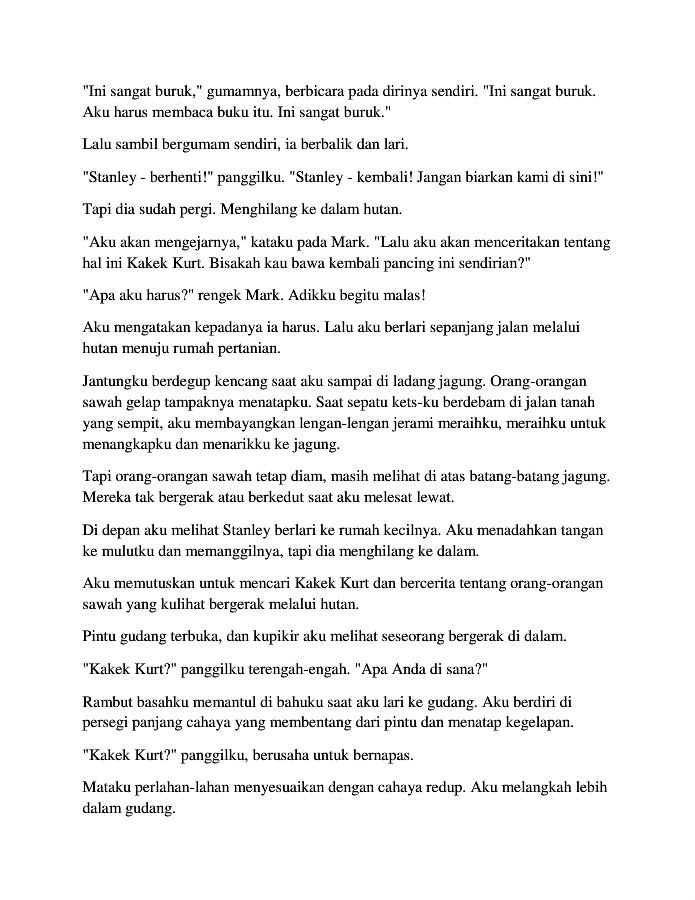 "Ini sangat buruk," gumamnya, berbicara pada dirinya sendiri. "Ini sangat buruk.
Aku harus membaca buku itu. Ini sangat buruk."
Lalu sambil bergumam sendiri, ia berbalik dan lari.
"Stanley - berhenti!" panggilku. "Stanley - kembali! Jangan biarkan kami di sini!"
Tapi dia sudah pergi. Menghilang ke dalam hutan.
"Aku akan mengejarnya," kataku pada Mark. "Lalu aku akan menceritakan tentang
hal ini Kakek Kurt. Bisakah kau bawa kembali pancing ini sendirian?"
"Apa aku harus?" rengek Mark. Adikku begitu malas!
Aku mengatakan kepadanya ia harus. Lalu aku berlari sepanjang jalan melalui
hutan menuju rumah pertanian.
Jantungku berdegup kencang saat aku sampai di ladang jagung. Orang-orangan
sawah gelap tampaknya menatapku. Saat sepatu kets-ku berdebam di jalan tanah
yang sempit, aku membayangkan lengan-lengan jerami meraihku, meraihku untuk
menangkapku dan menarikku ke jagung.
Tapi orang-orangan sawah tetap diam, masih melihat di atas batang-batang jagung.
Mereka tak bergerak atau berkedut saat aku melesat lewat.
Di depan aku melihat Stanley berlari ke rumah kecilnya. Aku menadahkan tangan
ke mulutku dan memanggilnya, tapi dia menghilang ke dalam.
Aku memutuskan untuk mencari Kakek Kurt dan bercerita tentang orang-orangan
sawah yang kulihat bergerak melalui hutan.
Pintu gudang terbuka, dan kupikir aku melihat seseorang bergerak di dalam.
"Kakek Kurt?" panggilku terengah-engah. "Apa Anda di sana?"
Rambut basahku memantul di bahuku saat aku lari ke gudang. Aku berdiri di
persegi panjang cahaya yang membentang dari pintu dan menatap kegelapan.
"Kakek Kurt?" panggilku, berusaha untuk bernapas.
Mataku perlahan-lahan menyesuaikan dengan cahaya redup. Aku melangkah lebih
dalam gudang.